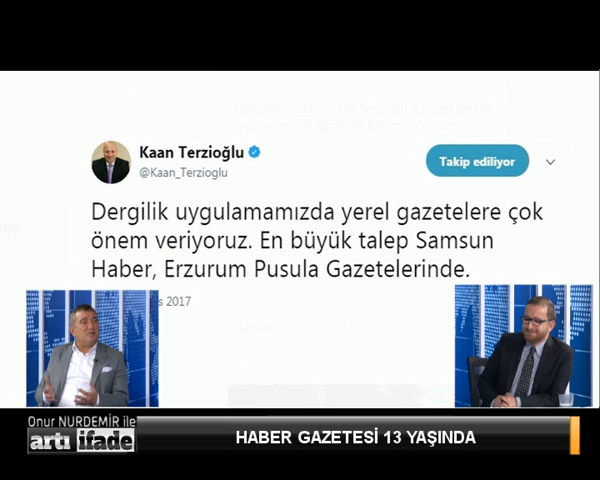 Kaan Terzioğlu
@Kaan_Terzioglu
Takip ediliyor
Dergilik uygulamamızda yerel gazetelere çok
önem veriyoruz. En büyük talep Samsun
Haber, Erzurum Pusula Gazetelerinde.
2017
Onur NURDEMİR ile
artı ifade
HABER GAZETESİ 13 YAŞINDA